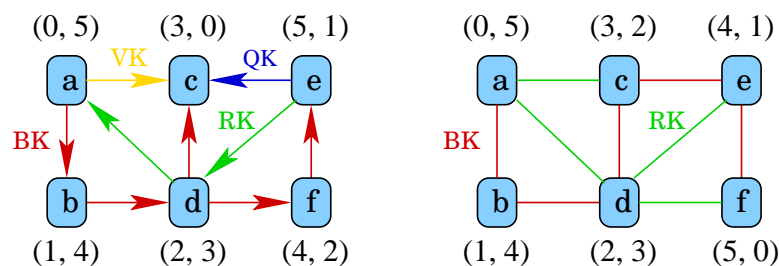 (0, 5) (3, 0) (5, 1) (0, 5) (3, 2) (4, 1)
VK QK
a c e a c e
BK RK BK RK
b d f b d f
(1, 4) (2, 3) (4, 2) (1, 4) (2, 3) (5, 0)